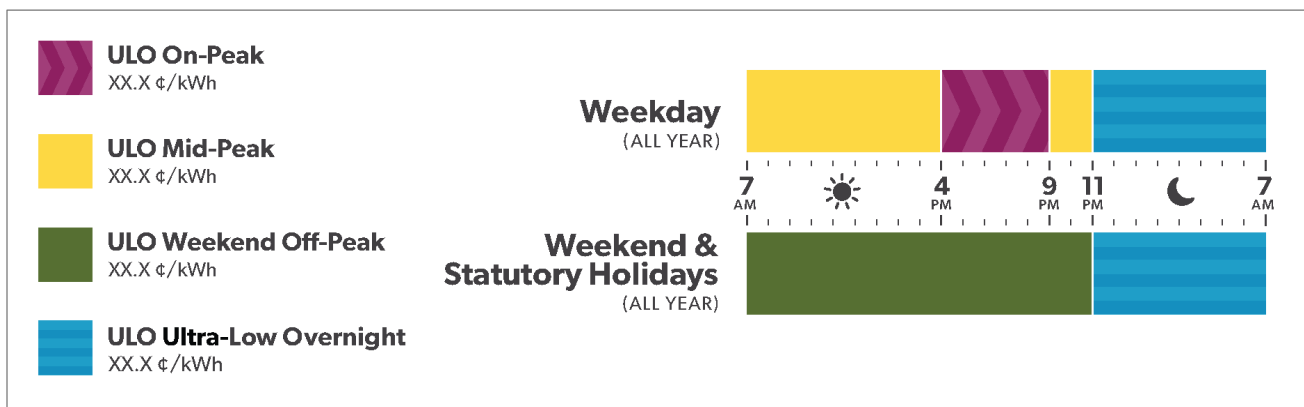 ULO On-Peak
XX.X ¢/kWh
ULO Mid-Peak
XX.X ¢/kWh
ULO Weekend Off-Peak
XX.X ¢/kWh
ULO Ultra-Low Overnight
XX.X ¢/kWh
Weekday
(ALL YEAR)
7 4 9 11 7
AM PM PM PM AM
Weekend &
Statutory Holidays
(ALL YEAR)